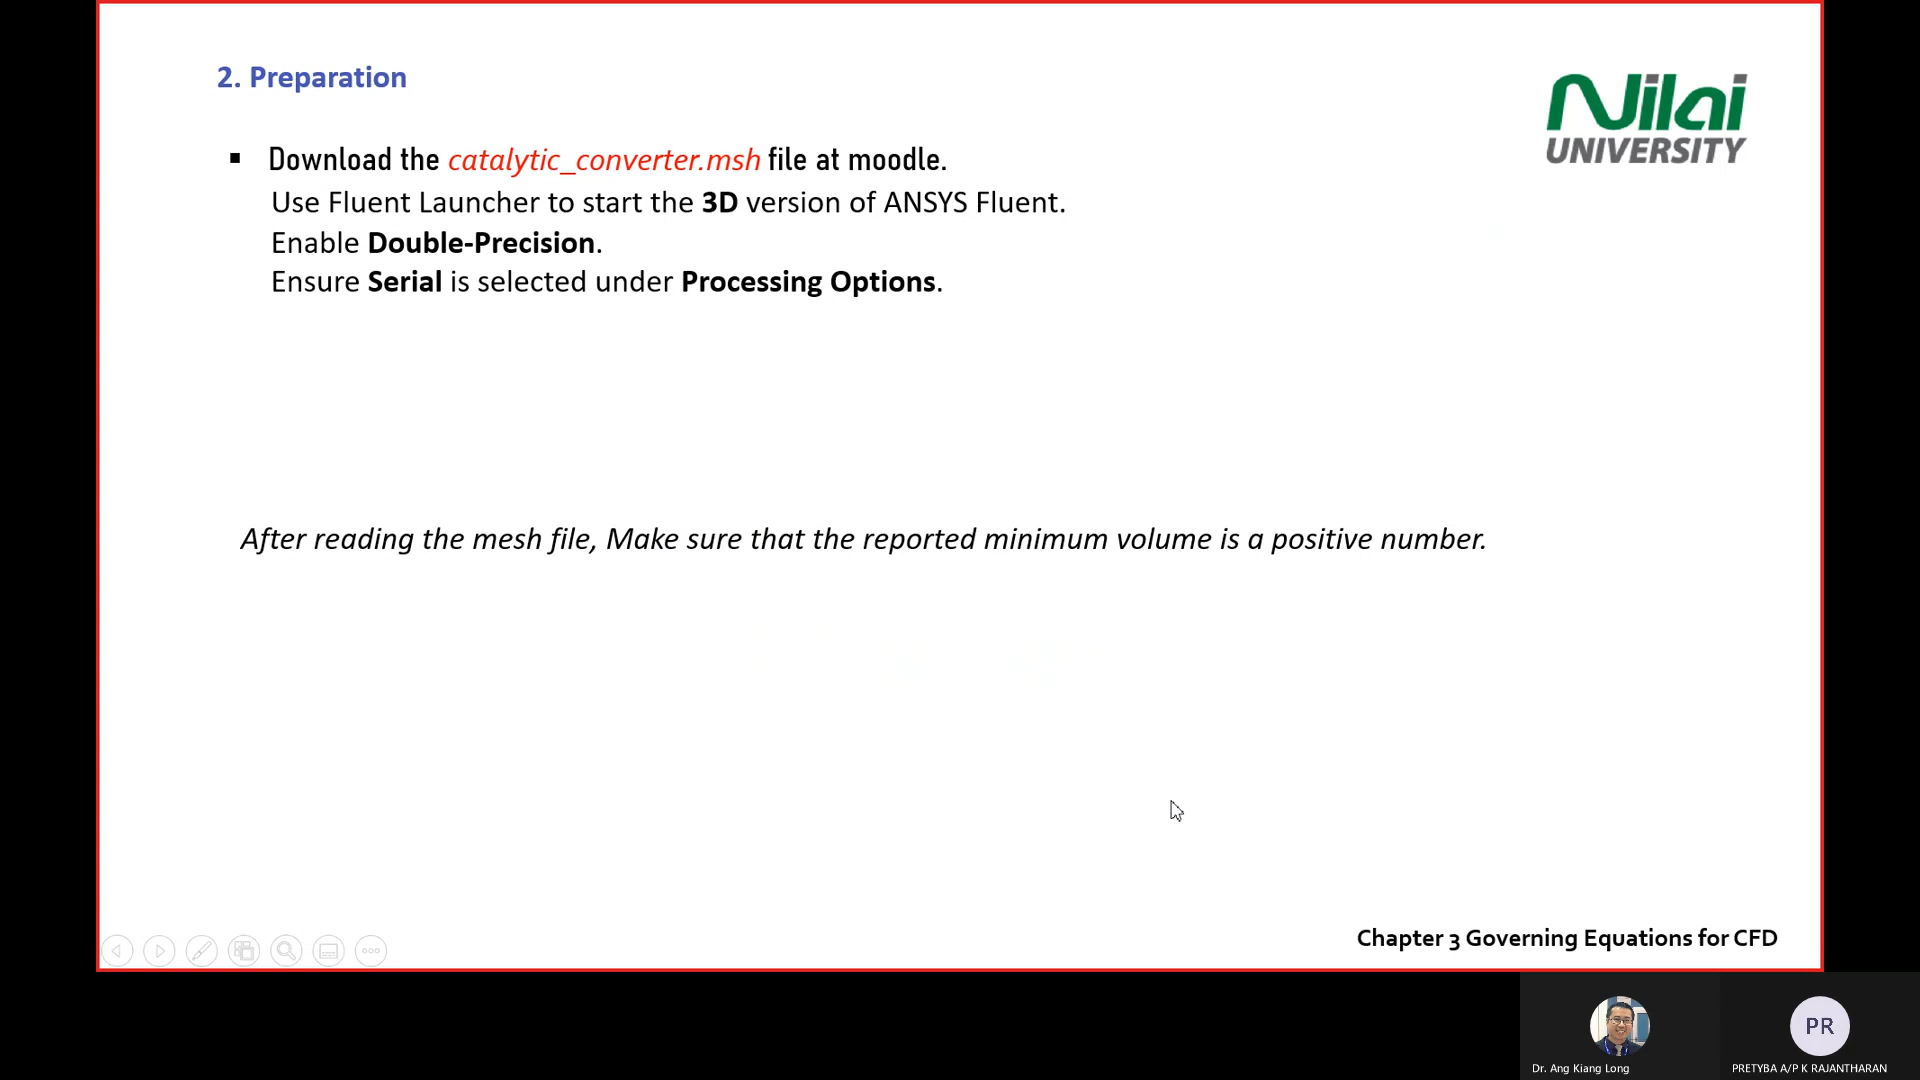 2. Preparation
Nilai
UNIVERSITY
▪ Download the catalytic_converter.msh file at moodle.
Use Fluent Launcher to start the 3D version of ANSYS Fluent.
Enable Double-Precision.
Ensure Serial is selected under Processing Options.
After reading the mesh file, Make sure that the reported minimum volume is a positive number.
Chapter 3 Governing Equations for CFD
PR
Dr. Ang Kiang Long
PRETYBA A/P K RAJANTHARAN